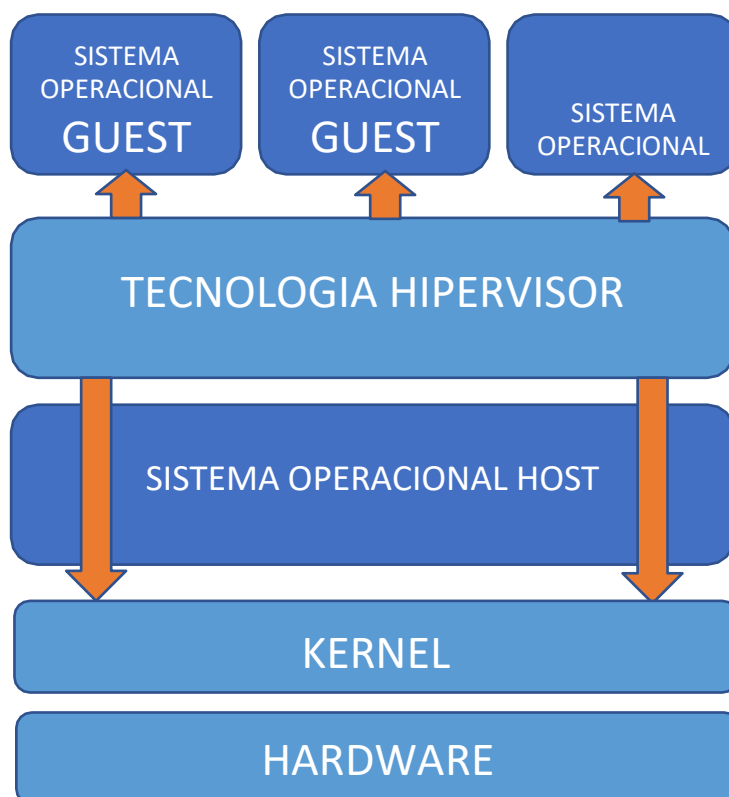 SISTEMA
OPERACIONAL
GUEST
SISTEMA
OPERACIONAL
GUEST
SISTEMA
OPERACIONAL
TECNOLOGIA HIPERVISOR
SISTEMA OPERACIONAL HOST
KERNEL
HARDWARE